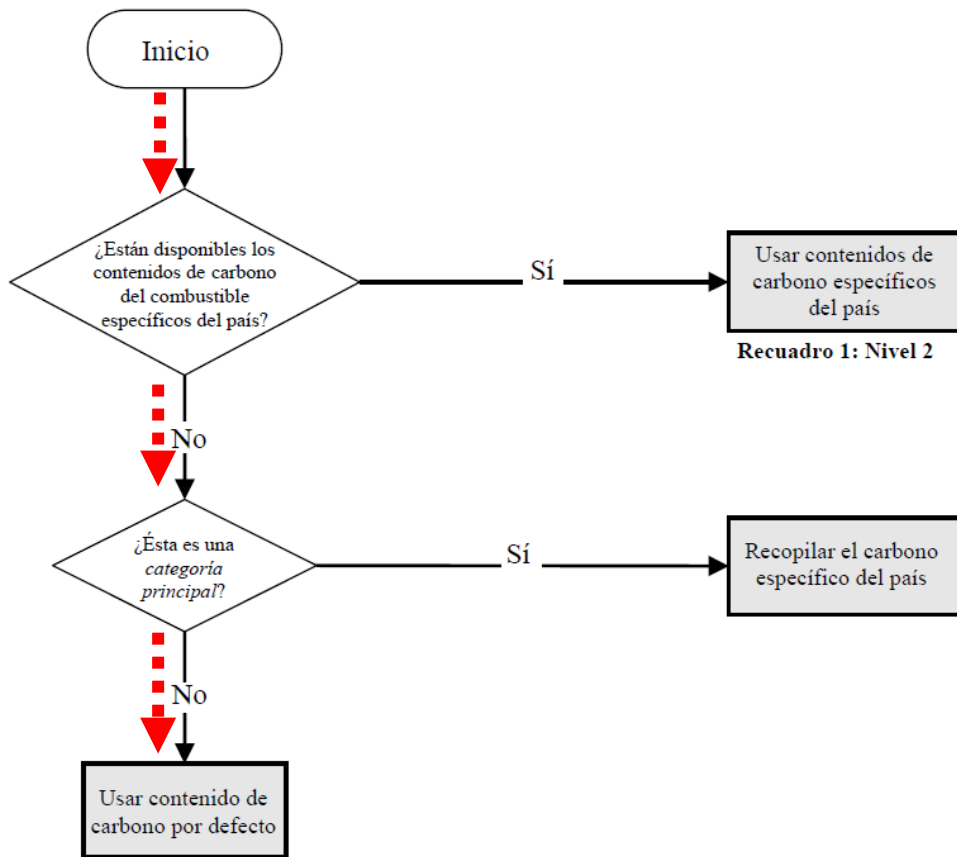 Inicio
¿Están disponibles los
contenidos de carbono
del combustible
específicos del país?
Sí
Usar contenidos de
carbono específicos
del país
Recuadro 1: Nivel 2
No
¿Ésta es una
categoría
principal?
Sí
Recopilar el carbono
específico del país
No
Usar contenido de
carbono por defecto